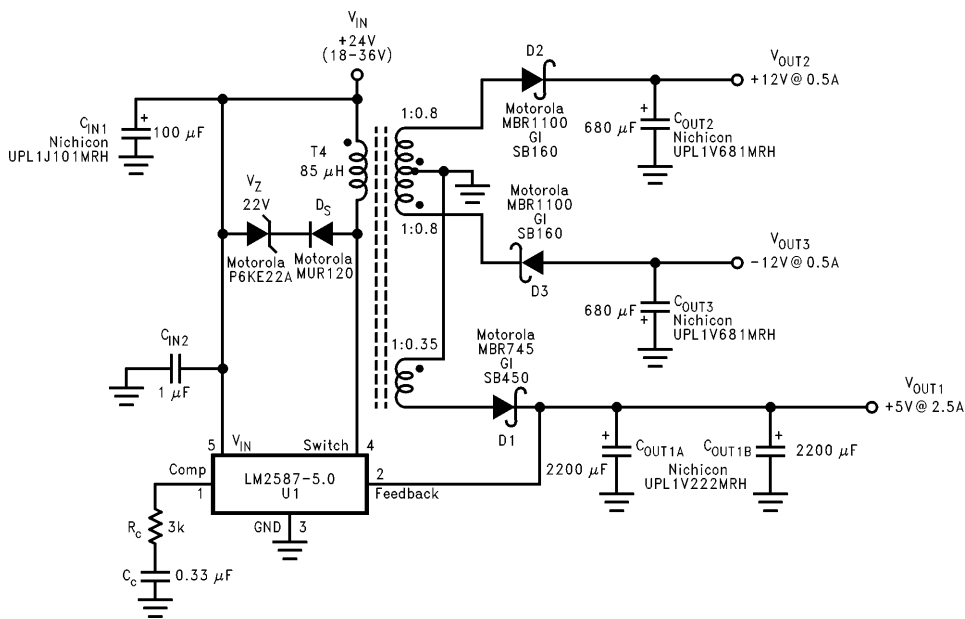 VIN
+24V
(18-36V)
D2
VOUT2
+12V @ 0.5A
CIN1
Nichicon
UPL1J101MRH
+
100 μF
1:0.8
Motorola
MBR1100
GI
SB160
680 μF
+
COUT2
Nichicon
UPL1V681MRH
T4
85 μH
VZ
22V
DS
Motorola
P6KE22A
Motorola
MUR120
1:0.8
Motorola
MBR1100
GI
SB160
D3
VOUT3
-12V @ 0.5A
680 μF
+
COUT3
Nichicon
UPL1V681MRH
CIN2
1 μF
1:0.35
Motorola
MBR745
GI
SB450
D1
VOUT1
+5V @ 2.5A
5
VIN
Switch
4
2200 μF
+
COUT1A
COUT1B
+
2200 μF
Nichicon
UPL1V222MRH
Comp
1
LM2587-5.0
U1
2
Feedback
GND
3
Rc
3k
Cc
0.33 μF